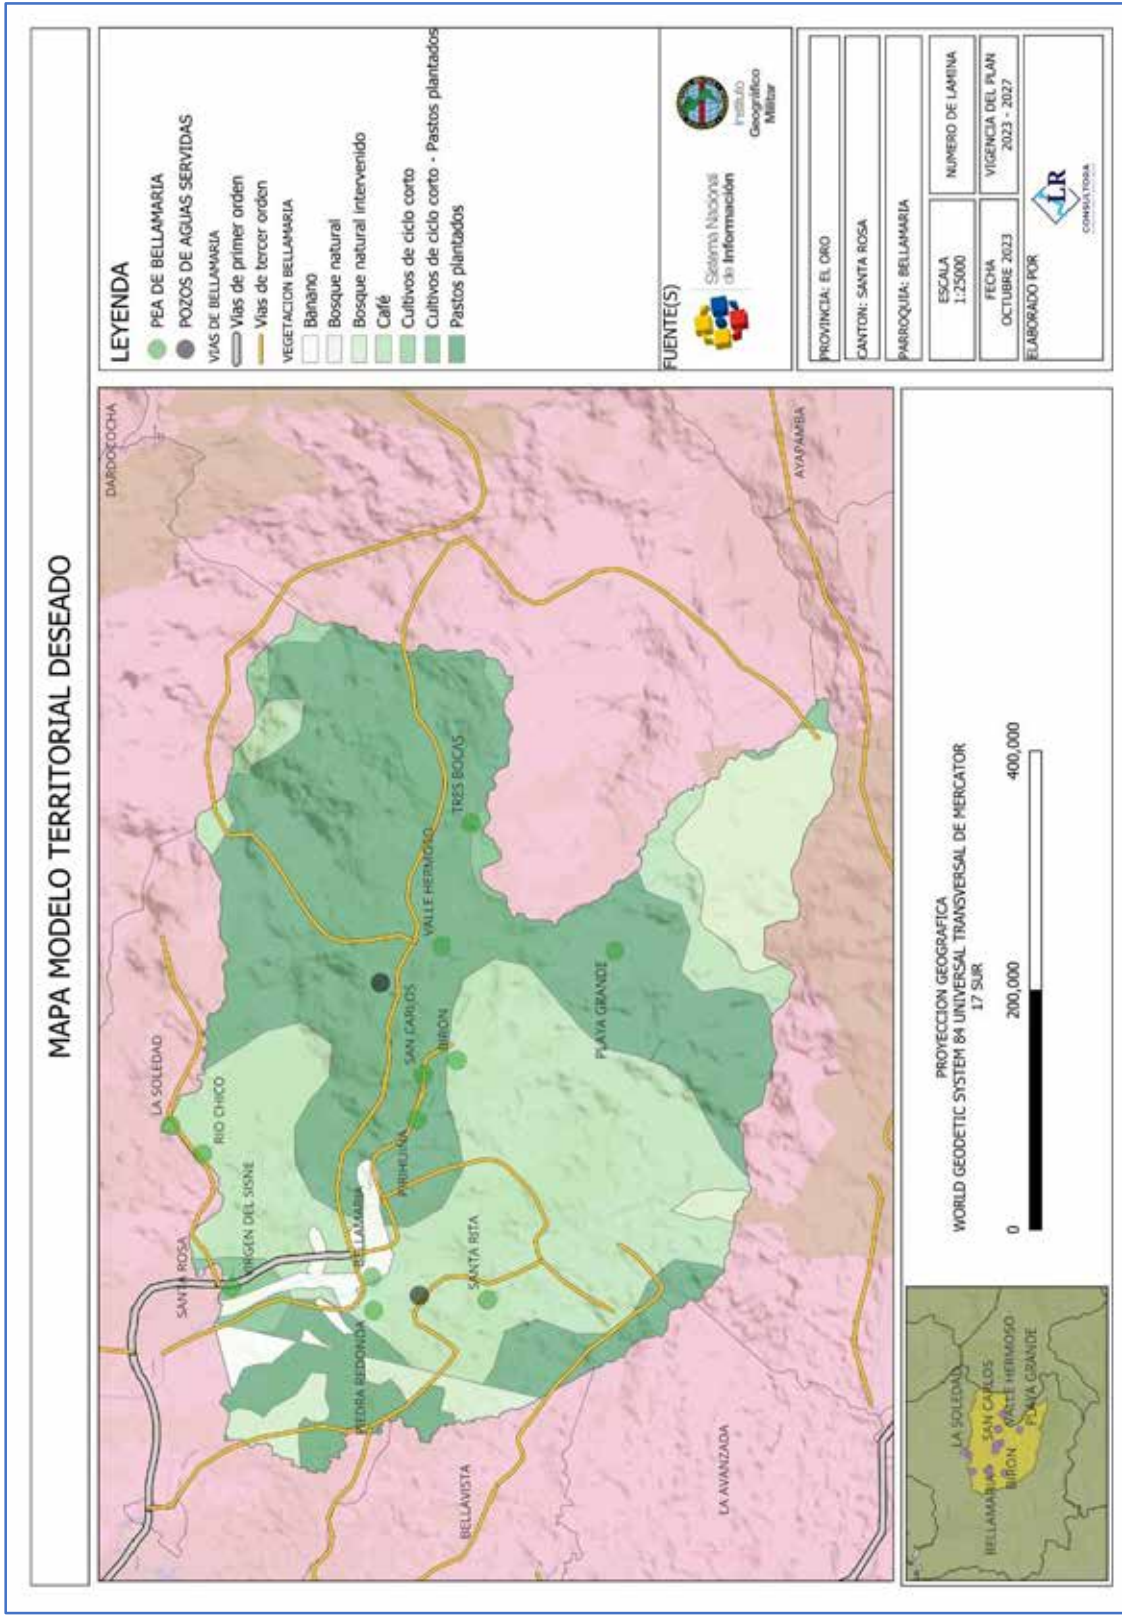 MAPA MODELO TERRITORIAL DESEADO
DARDOCOCHA
LA SOLEDAD
RIO CHICO
SANTA ROSA
VIRGEN DEL SISNE
BELLAMARIA
PIRIHUINA
SAN CARLOS
BIRON
VALLE HERMOSO
TRES BOCAS
PIEDRA REDONDA
SANTA RITA
PLAYA GRANDE
BELLAVISTA
LA AVANZADA
AYAPAMBA
LEYENDA
PEA DE BELLAMARIA
POZOS DE AGUAS SERVIDAS
VIAS DE BELLAMARIA
Vias de primer orden
Vias de tercer orden
VEGETACION BELLAMARIA
Banano
Bosque natural
Bosque natural intervenido
Café
Cultivos de ciclo corto
Cultivos de ciclo corto - Pastos plantados
Pastos plantados
FUENTE(S)
Sistema Nacional
de Información
Instituto
Geográfico
Militar
PROVINCIA: EL ORO
CANTON: SANTA ROSA
PARROQUIA: BELLAMARIA
ESCALA
1:25000
NUMERO DE LAMINA
FECHA
OCTUBRE 2023
VIGENCIA DEL PLAN
2023 - 2027
ELABORADO POR
LR
CONSULTORA
LA SOLEDAD
BELLAMARIA
SAN CARLOS
BIRON
VALLE HERMOSO
PLAYA GRANDE
PROYECCION GEOGRAFICA
WORLD GEODETIC SYSTEM 84 UNIVERSAL TRANSVERSAL DE MERCATOR
17 SUR
0
200,000
400,000